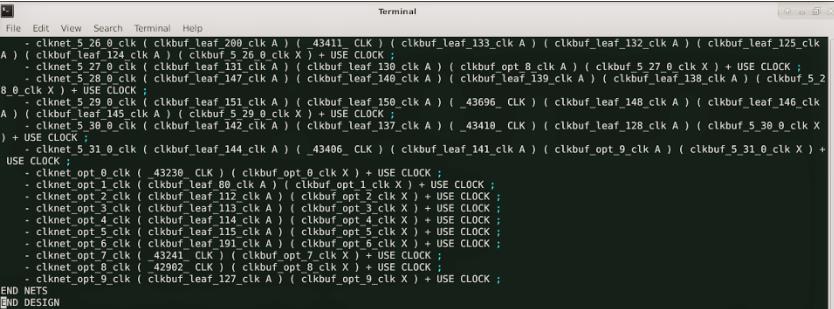 Terminal
File Edit View Search Terminal Help
- clknet_5_26_0_clk ( clkbuf_leaf_200_clk A ) ( _43411_ CLK ) ( clkbuf_leaf_133_clk A ) ( clkbuf_leaf_132_clk A ) ( clkbuf_leaf_125_clk
A ) ( clkbuf_leaf_124_clk A ) ( clkbuf_5_26_0_clk X ) + USE CLOCK ;
- clknet_5_27_0_clk ( clkbuf_leaf_131_clk A ) ( clkbuf_leaf_130_clk A ) ( clkbuf_opt_8_clk A ) ( clkbuf_5_27_0_clk X ) + USE CLOCK ;
- clknet_5_28_0_clk ( clkbuf_leaf_147_clk A ) ( clkbuf_leaf_140_clk A ) ( clkbuf_leaf_139_clk A ) ( clkbuf_leaf_138_clk A ) ( clkbuf_5_2
8_0_clk X ) + USE CLOCK ;
- clknet_5_29_0_clk ( clkbuf_leaf_151_clk A ) ( clkbuf_leaf_150_clk A ) ( _43696_ CLK ) ( clkbuf_leaf_148_clk A ) ( clkbuf_leaf_146_clk
A ) ( clkbuf_leaf_145_clk A ) ( clkbuf_5_29_0_clk X ) + USE CLOCK ;
- clknet_5_30_0_clk ( clkbuf_leaf_142_clk A ) ( clkbuf_leaf_137_clk A ) ( _43410_ CLK ) ( clkbuf_leaf_128_clk A ) ( clkbuf_5_30_0_clk X
) + USE CLOCK ;
- clknet_5_31_0_clk ( clkbuf_leaf_144_clk A ) ( _43406_ CLK ) ( clkbuf_leaf_141_clk A ) ( clkbuf_opt_9_clk A ) ( clkbuf_5_31_0_clk X ) +
USE CLOCK ;
- clknet_opt_0_clk ( _43230_ CLK ) ( clkbuf_opt_0_clk X ) + USE CLOCK ;
- clknet_opt_1_clk ( clkbuf_leaf_80_clk A ) ( clkbuf_opt_1_clk X ) + USE CLOCK ;
- clknet_opt_2_clk ( clkbuf_leaf_112_clk A ) ( clkbuf_opt_2_clk X ) + USE CLOCK ;
- clknet_opt_3_clk ( clkbuf_leaf_113_clk A ) ( clkbuf_opt_3_clk X ) + USE CLOCK ;
- clknet_opt_4_clk ( clkbuf_leaf_114_clk A ) ( clkbuf_opt_4_clk X ) + USE CLOCK ;
- clknet_opt_5_clk ( clkbuf_leaf_115_clk A ) ( clkbuf_opt_5_clk X ) + USE CLOCK ;
- clknet_opt_6_clk ( clkbuf_leaf_191_clk A ) ( clkbuf_opt_6_clk X ) + USE CLOCK ;
- clknet_opt_7_clk ( _43241_ CLK ) ( clkbuf_opt_7_clk X ) + USE CLOCK ;
- clknet_opt_8_clk ( _42902_ CLK ) ( clkbuf_opt_8_clk X ) + USE CLOCK ;
- clknet_opt_9_clk ( clkbuf_leaf_127_clk A ) ( clkbuf_opt_9_clk X ) + USE CLOCK ;
END NETS
END DESIGN